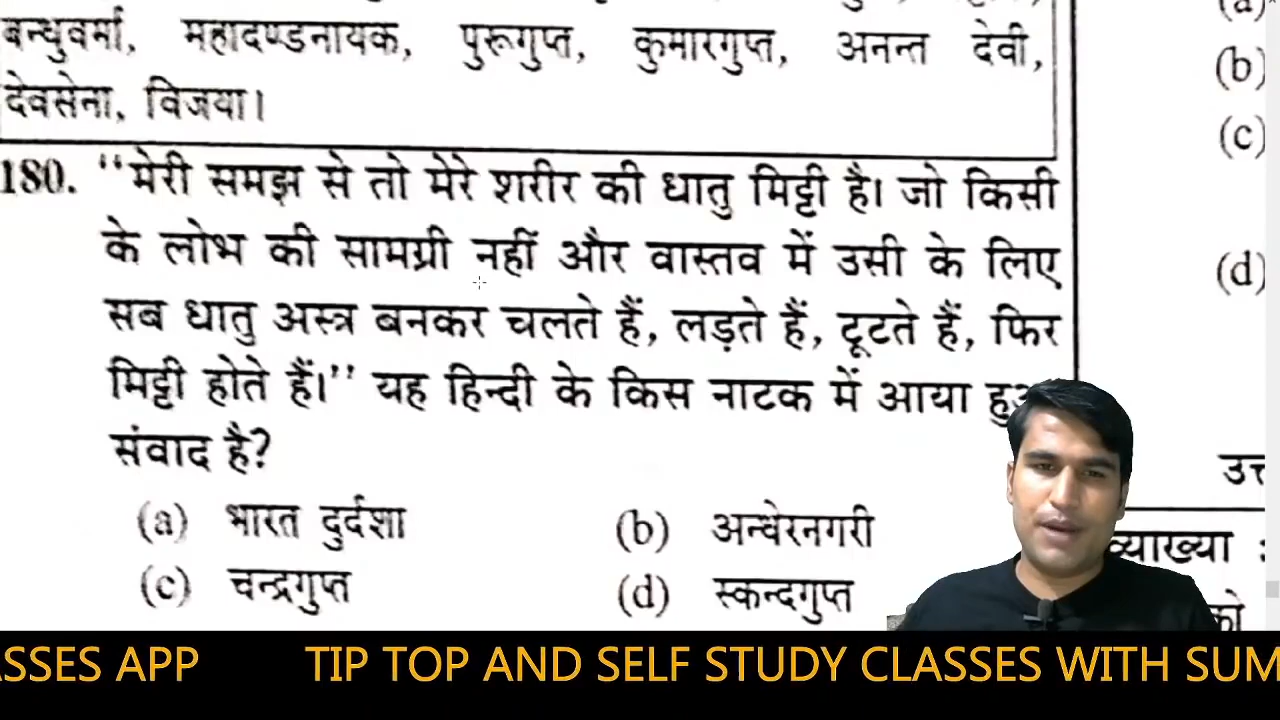 बन्धुवर्मा, महादण्डनायक, पुरूगुप्त, कुमारगुप्त, अनन्त देवी,
देवसेना, विजया।
180. ‘‘मेरी समझ से तो मेरे शरीर की धातु मिट्टी है। जो किसी
के लोभ की सामग्री नहीं और वास्तव में उसी के लिए
सब धातु अस्त्र बनकर चलते हैं, लड़ते हैं, टूटते हैं, फिर
मिट्टी होते हैं।’’ यह हिन्दी के किस नाटक में आया
संवाद है?
(a) भारत दुर्दशा (b) अन्धेरनगरी
(c) चन्द्रगुप्त (d) स्कन्दगुप्त
(a)
(b)
(c)
(d)
व्याख्या :
को
ASSES APP TIP TOP AND SELF STUDY CLASSES WITH SUM